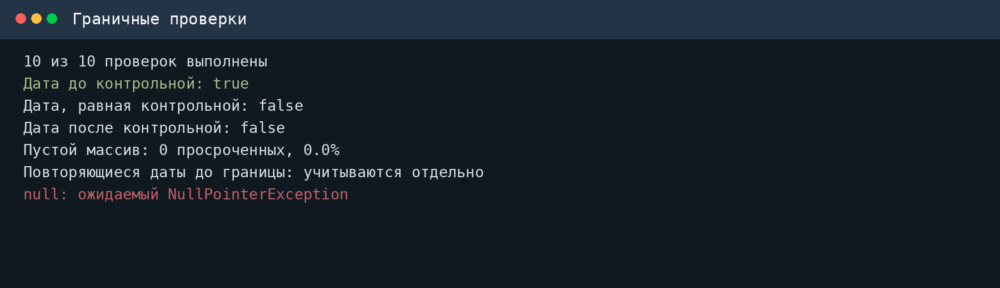 Граничные проверки
10 из 10 проверок выполнены
Дата до контрольной: true
Дата, равная контрольной: false
Дата после контрольной: false
Пустой массив: 0 просроченных, 0.0%
Повторяющиеся даты до границы: учитываются отдельно
null: ожидаемый NullPointerException